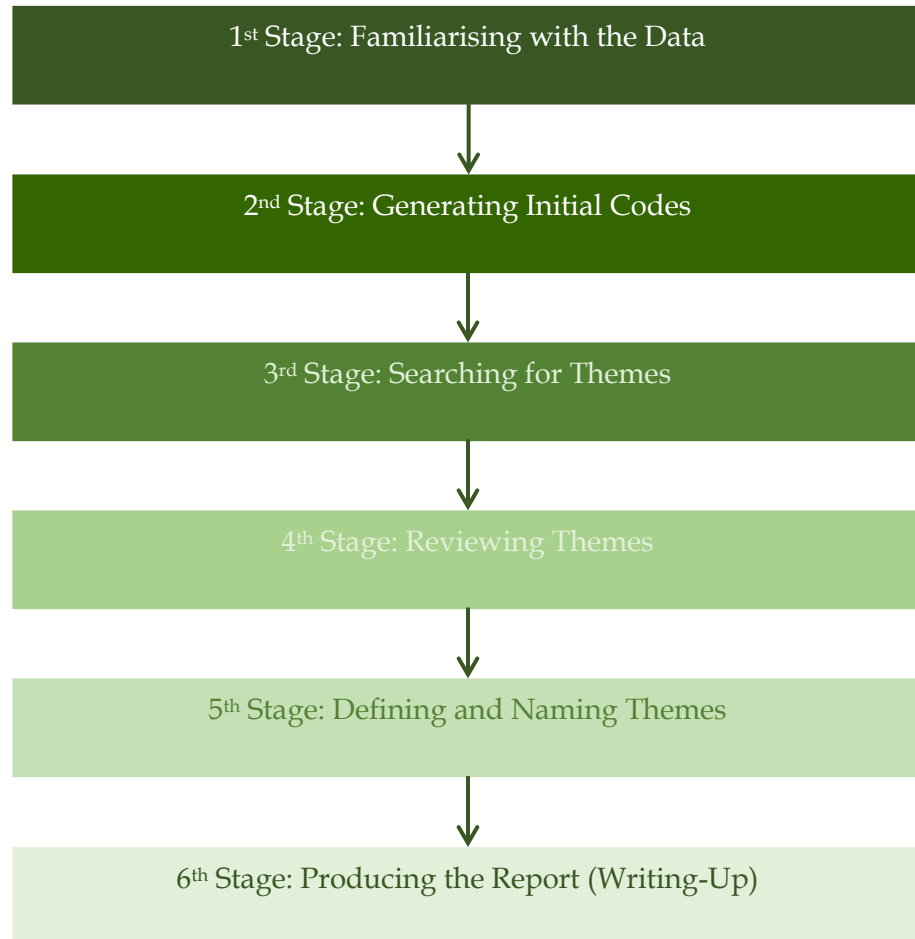 1st Stage: Familiarising with the Data
2nd Stage: Generating Initial Codes
3rd Stage: Searching for Themes
4th Stage: Reviewing Themes
5th Stage: Defining and Naming Themes
6th Stage: Producing the Report (Writing-Up)